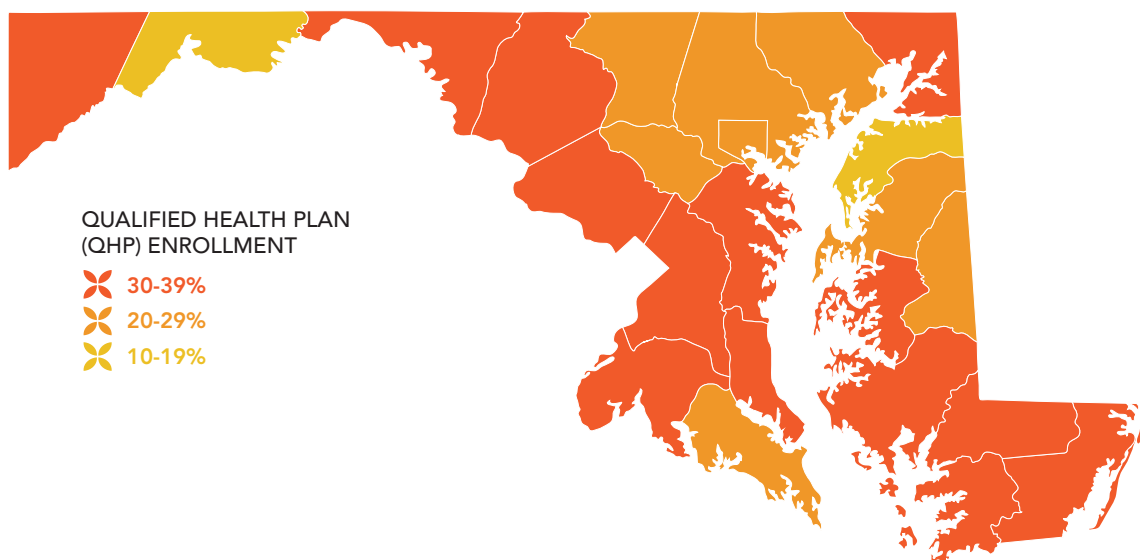 QUALIFIED HEALTH PLAN
(QHP) ENROLLMENT
30-39%
20-29%
10-19%